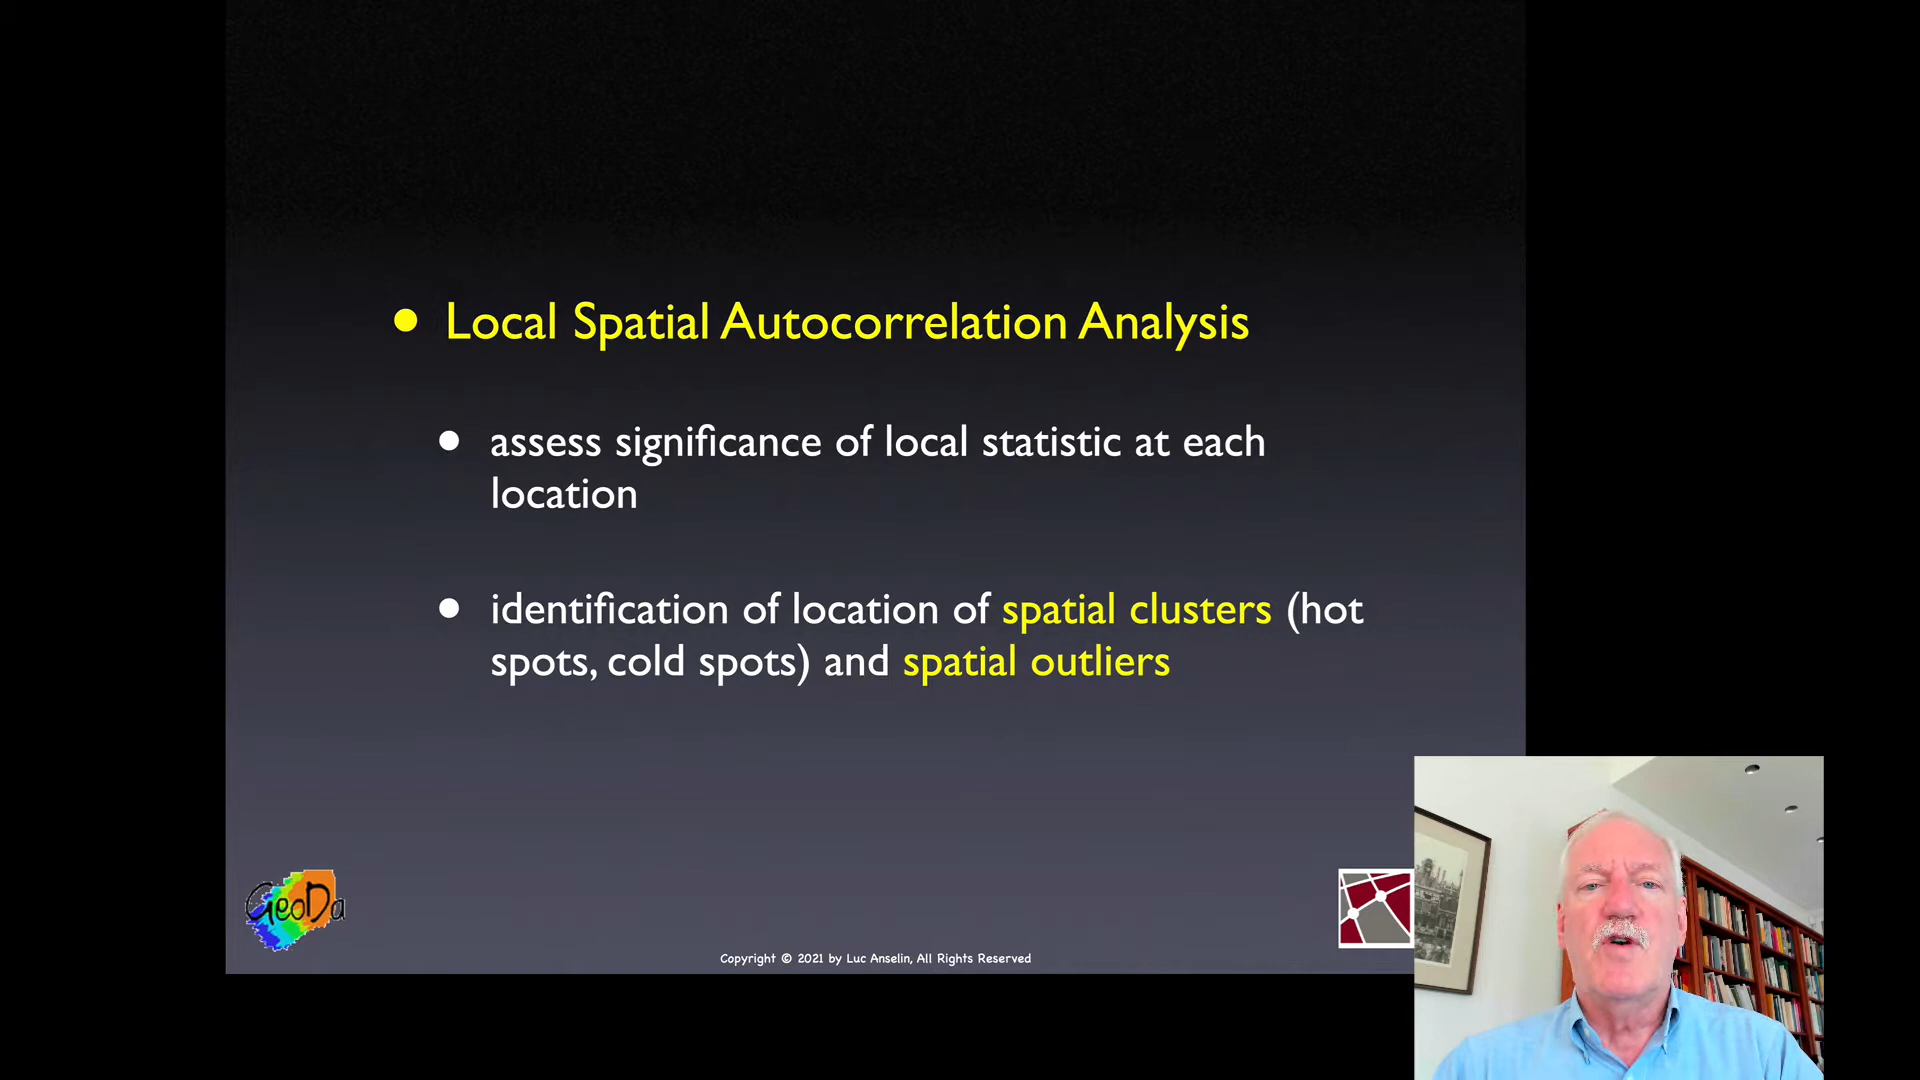 • Local Spatial Autocorrelation Analysis
• assess significance of local statistic at each
location
• identification of location of spatial clusters (hot
spots, cold spots) and spatial outliers
GeoDa
Copyright © 2021 by Luc Anselin, All Rights Reserved